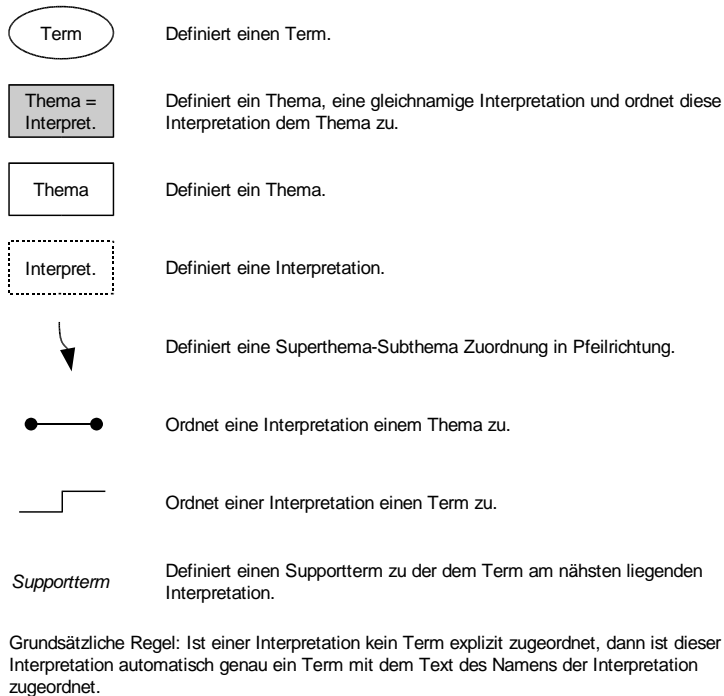 Term
Definiert einen Term.
Thema =
Interpret.
Definiert ein Thema, eine gleichnamige Interpretation und ordnet diese
Interpretation dem Thema zu.
Thema
Definiert ein Thema.
Interpret.
Definiert eine Interpretation.
Definiert eine Superthema-Subthema Zuordnung in Pfeilrichtung.
Ordnet eine Interpretation einem Thema zu.
Ordnet einer Interpretation einen Term zu.
Supportterm
Definiert einen Supportterm zu der dem Term am nähsten liegenden
Interpretation.
Grundsätzliche Regel: Ist einer Interpretation kein Term explizit zugeordnet, dann ist dieser
Interpretation automatisch genau ein Term mit dem Text des Namens der Interpretation
zugeordnet.